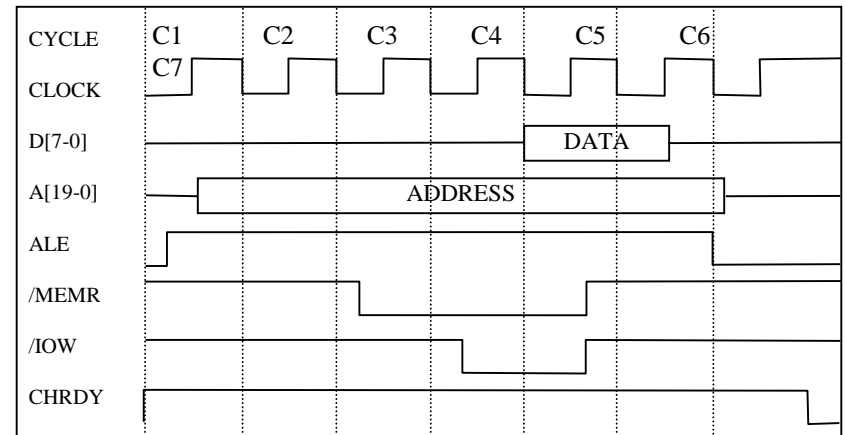 CYCLE C1 C2 C3 C4 C5 C6
C7
CLOCK
D[7-0] DATA
A[19-0] ADDRESS
ALE
/MEMR
/IOW
CHRDY